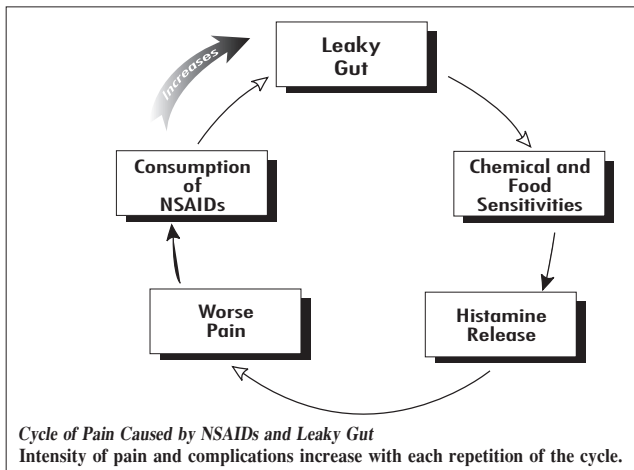 Leaky
Gut
Increases
Consumption
of
NSAIDs
Chemical and
Food
Sensitivities
Worse
Pain
Histamine
Release
Cycle of Pain Caused by NSAIDs and Leaky Gut
Intensity of pain and complications increase with each repetition of the cycle.